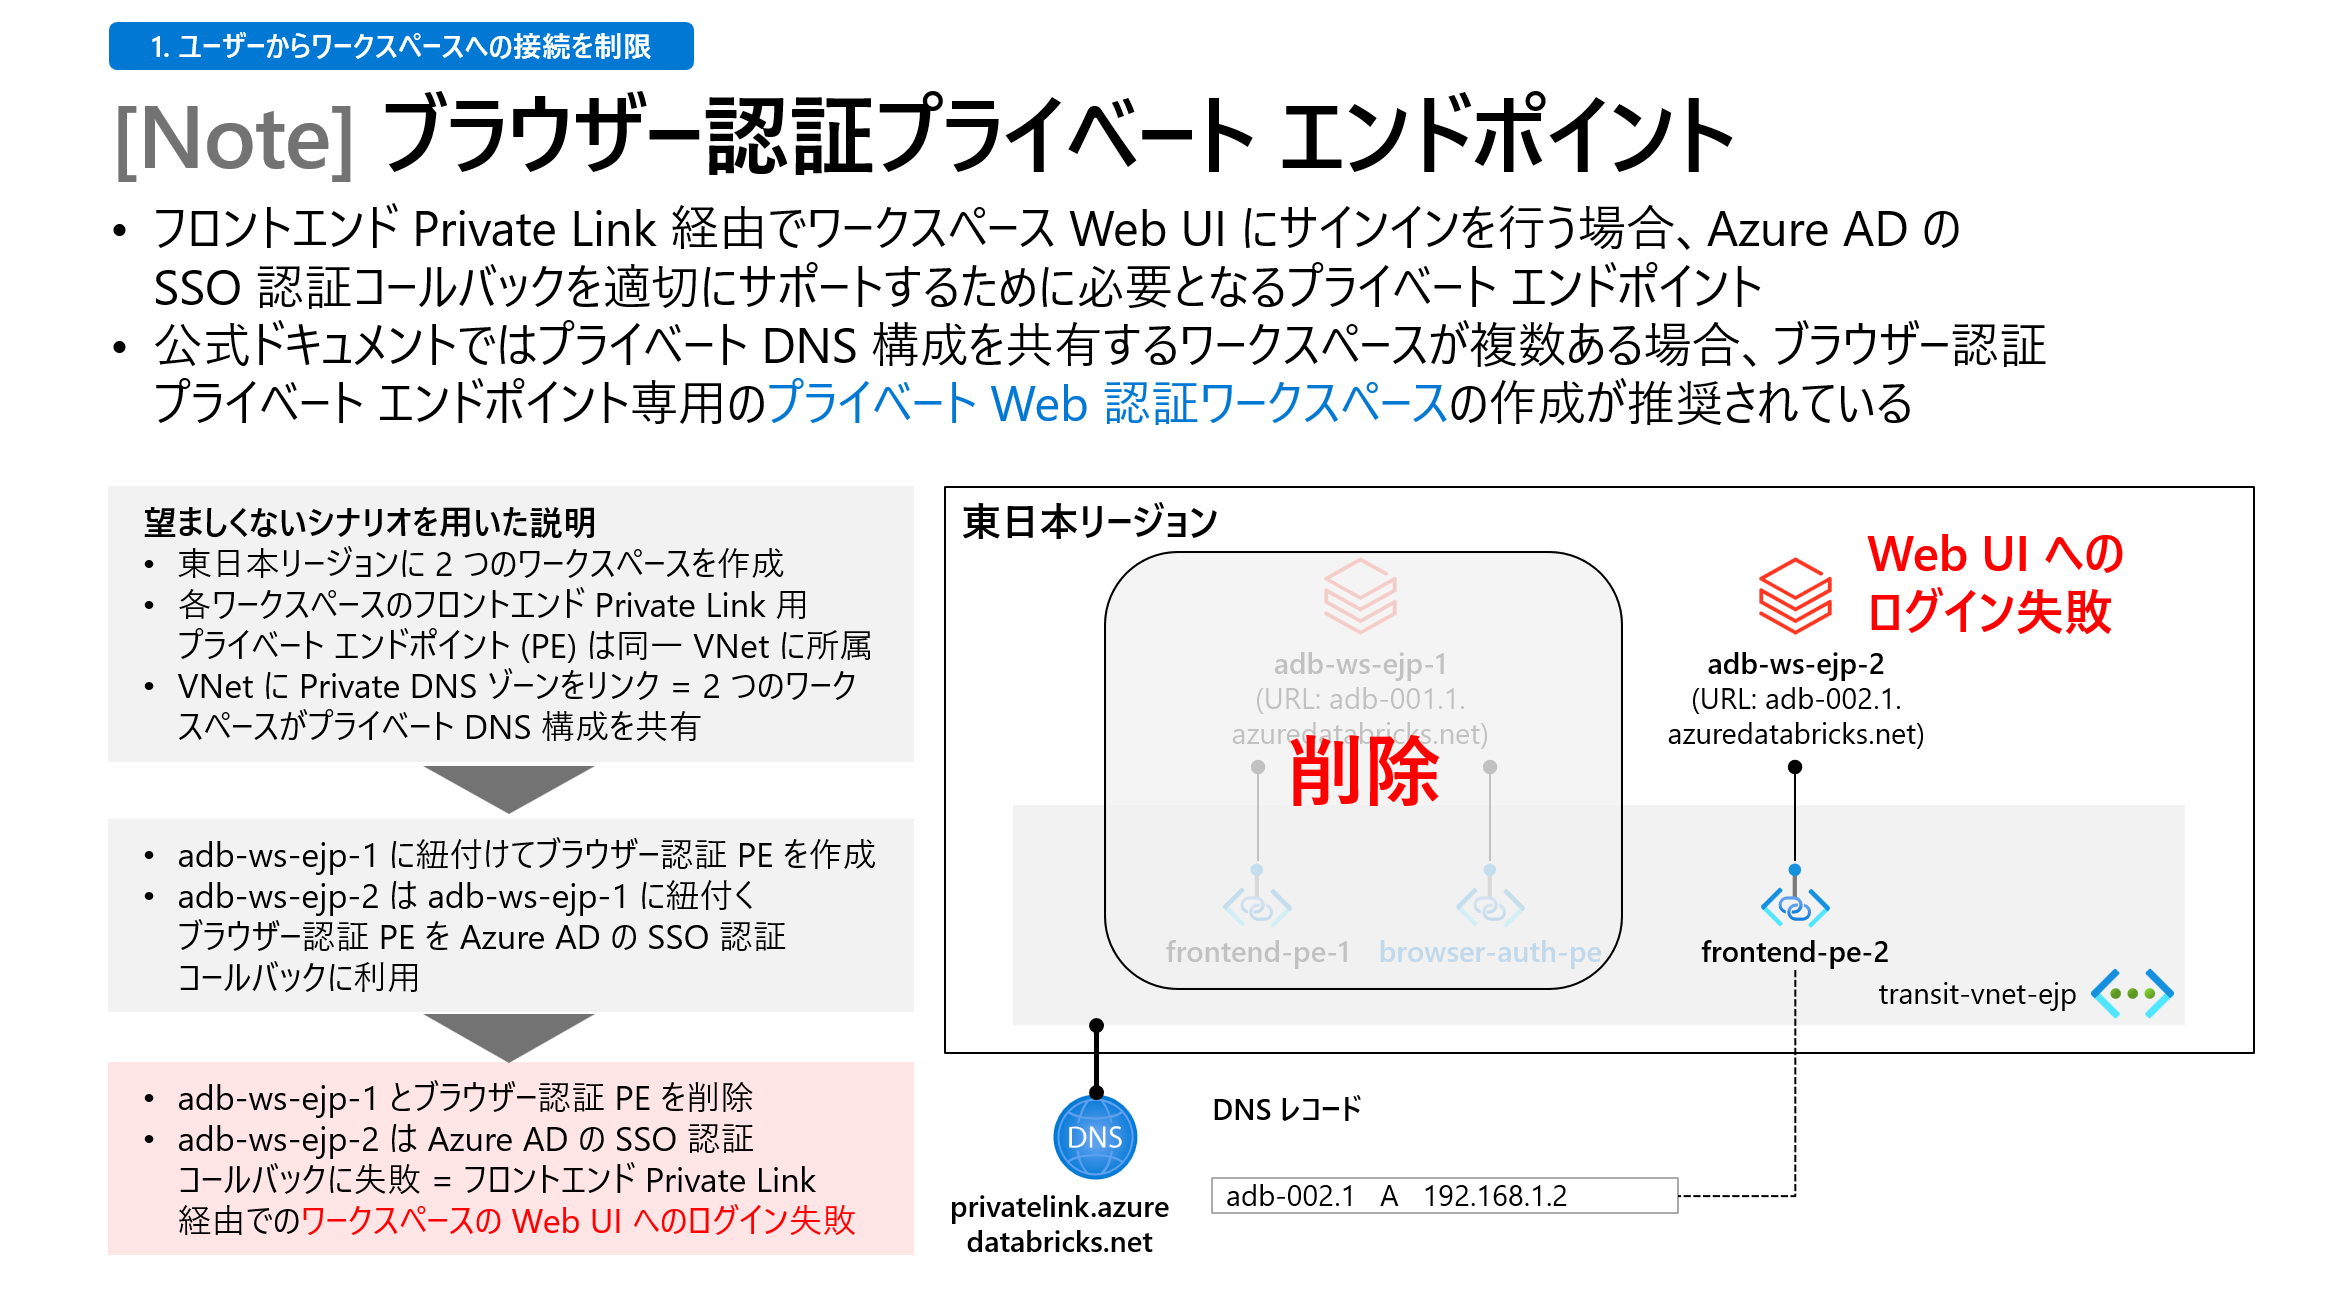 1. ユーザーからワークスペースへの接続を制限
[Note] ブラウザー認証プライベート エンドポイント
• フロントエンド Private Link 経由でワークスペース Web UI にサインインを行う場合、Azure AD の
SSO 認証コールバックを適切にサポートするために必要となるプライベート エンドポイント
• 公式ドキュメントではプライベート DNS 構成を共有するワークスペースが複数ある場合、ブラウザー認証
プライベート エンドポイント専用のプライベート Web 認証ワークスペースの作成が推奨されている
望ましくないシナリオを用いた説明
• 東日本リージョンに 2 つのワークスペースを作成
• 各ワークスペースのフロントエンド Private Link 用
プライベート エンドポイント (PE) は同一 VNet に所属
• VNet に Private DNS ゾーンをリンク = 2 つのワーク
スペースがプライベート DNS 構成を共有
• adb-ws-ejp-1 に紐付けてブラウザー認証 PE を作成
• adb-ws-ejp-2 は adb-ws-ejp-1 に紐付く
ブラウザー認証 PE を Azure AD の SSO 認証
コールバックに利用
• adb-ws-ejp-1 とブラウザー認証 PE を削除
• adb-ws-ejp-2 は Azure AD の SSO 認証
コールバックに失敗 = フロントエンド Private Link
経由でのワークスペースの Web UI へのログイン失敗
東日本リージョン
adb-ws-ejp-1
(URL: adb-001.1.
azuredatabricks.net)
削除
frontend-pe-1
browser-auth-pe
Web UI への
ログイン失敗
adb-ws-ejp-2
(URL: adb-002.1.
azuredatabricks.net)
frontend-pe-2
transit-vnet-ejp
DNS
privatelink.azure
databricks.net
DNS レコード
adb-002.1 A 192.168.1.2